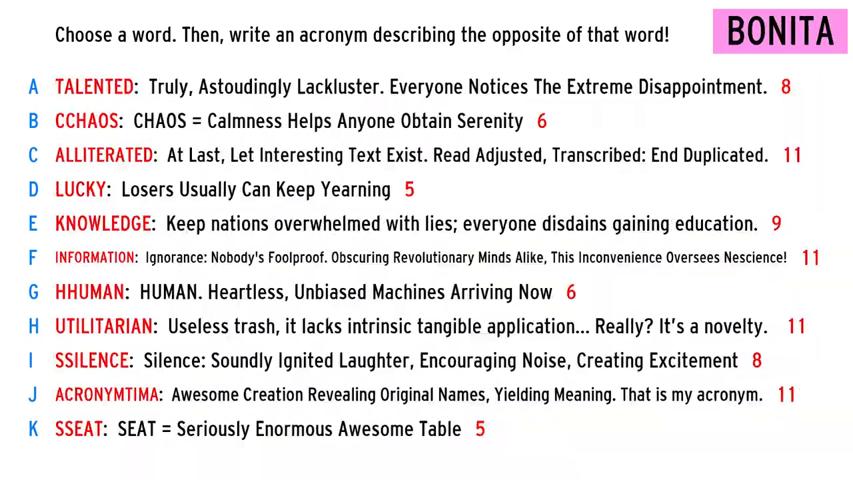 Choose a word. Then, write an acronym describing the opposite of that word!
BONITA
A TALENTED: Truly, Astoudingly Lackluster. Everyone Notices The Extreme Disappointment. 8
B CCHAOS: CHAOS = Calmness Helps Anyone Obtain Serenity 6
C ALLITERATED: At Last, Let Interesting Text Exist. Read Adjusted, Transcribed: End Duplicated. 11
D LUCKY: Losers Usually Can Keep Yearning 5
E KNOWLEDGE: Keep nations overwhelmed with lies; everyone disdains gaining education. 9
F INFORMATION: Ignorance: Nobody's Foolproof. Obscuring Revolutionary Minds Alike, This Inconvenience Oversees Nescience! 11
G HHUMAN: HUMAN. Heartless, Unbiased Machines Arriving Now 6
H UTILITARIAN: Useless trash, it lacks intrinsic tangible application... Really? It's a novelty. 11
I SSILENCE: Silence: Soundly Ignited Laughter, Encouraging Noise, Creating Excitement 8
J ACRONYMTIMA: Awesome Creation Revealing Original Names, Yielding Meaning. That is my acronym. 11
K SSEAT: SEAT = Seriously Enormous Awesome Table 5